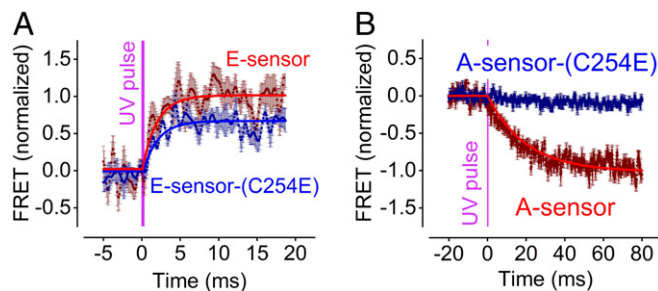 A
FRET (normalized)
1.5
1.0
0.5
0.0
-0.5
UV pulse
E-sensor
E-sensor-(C254E)
-5
0
5
10
15
20
Time (ms)
B
FRET (normalized)
0.5
0.0
-0.5
-1.0
-1.5
A-sensor-(C254E)
UV pulse
A-sensor
-20
0
20
40
60
80
Time (ms)